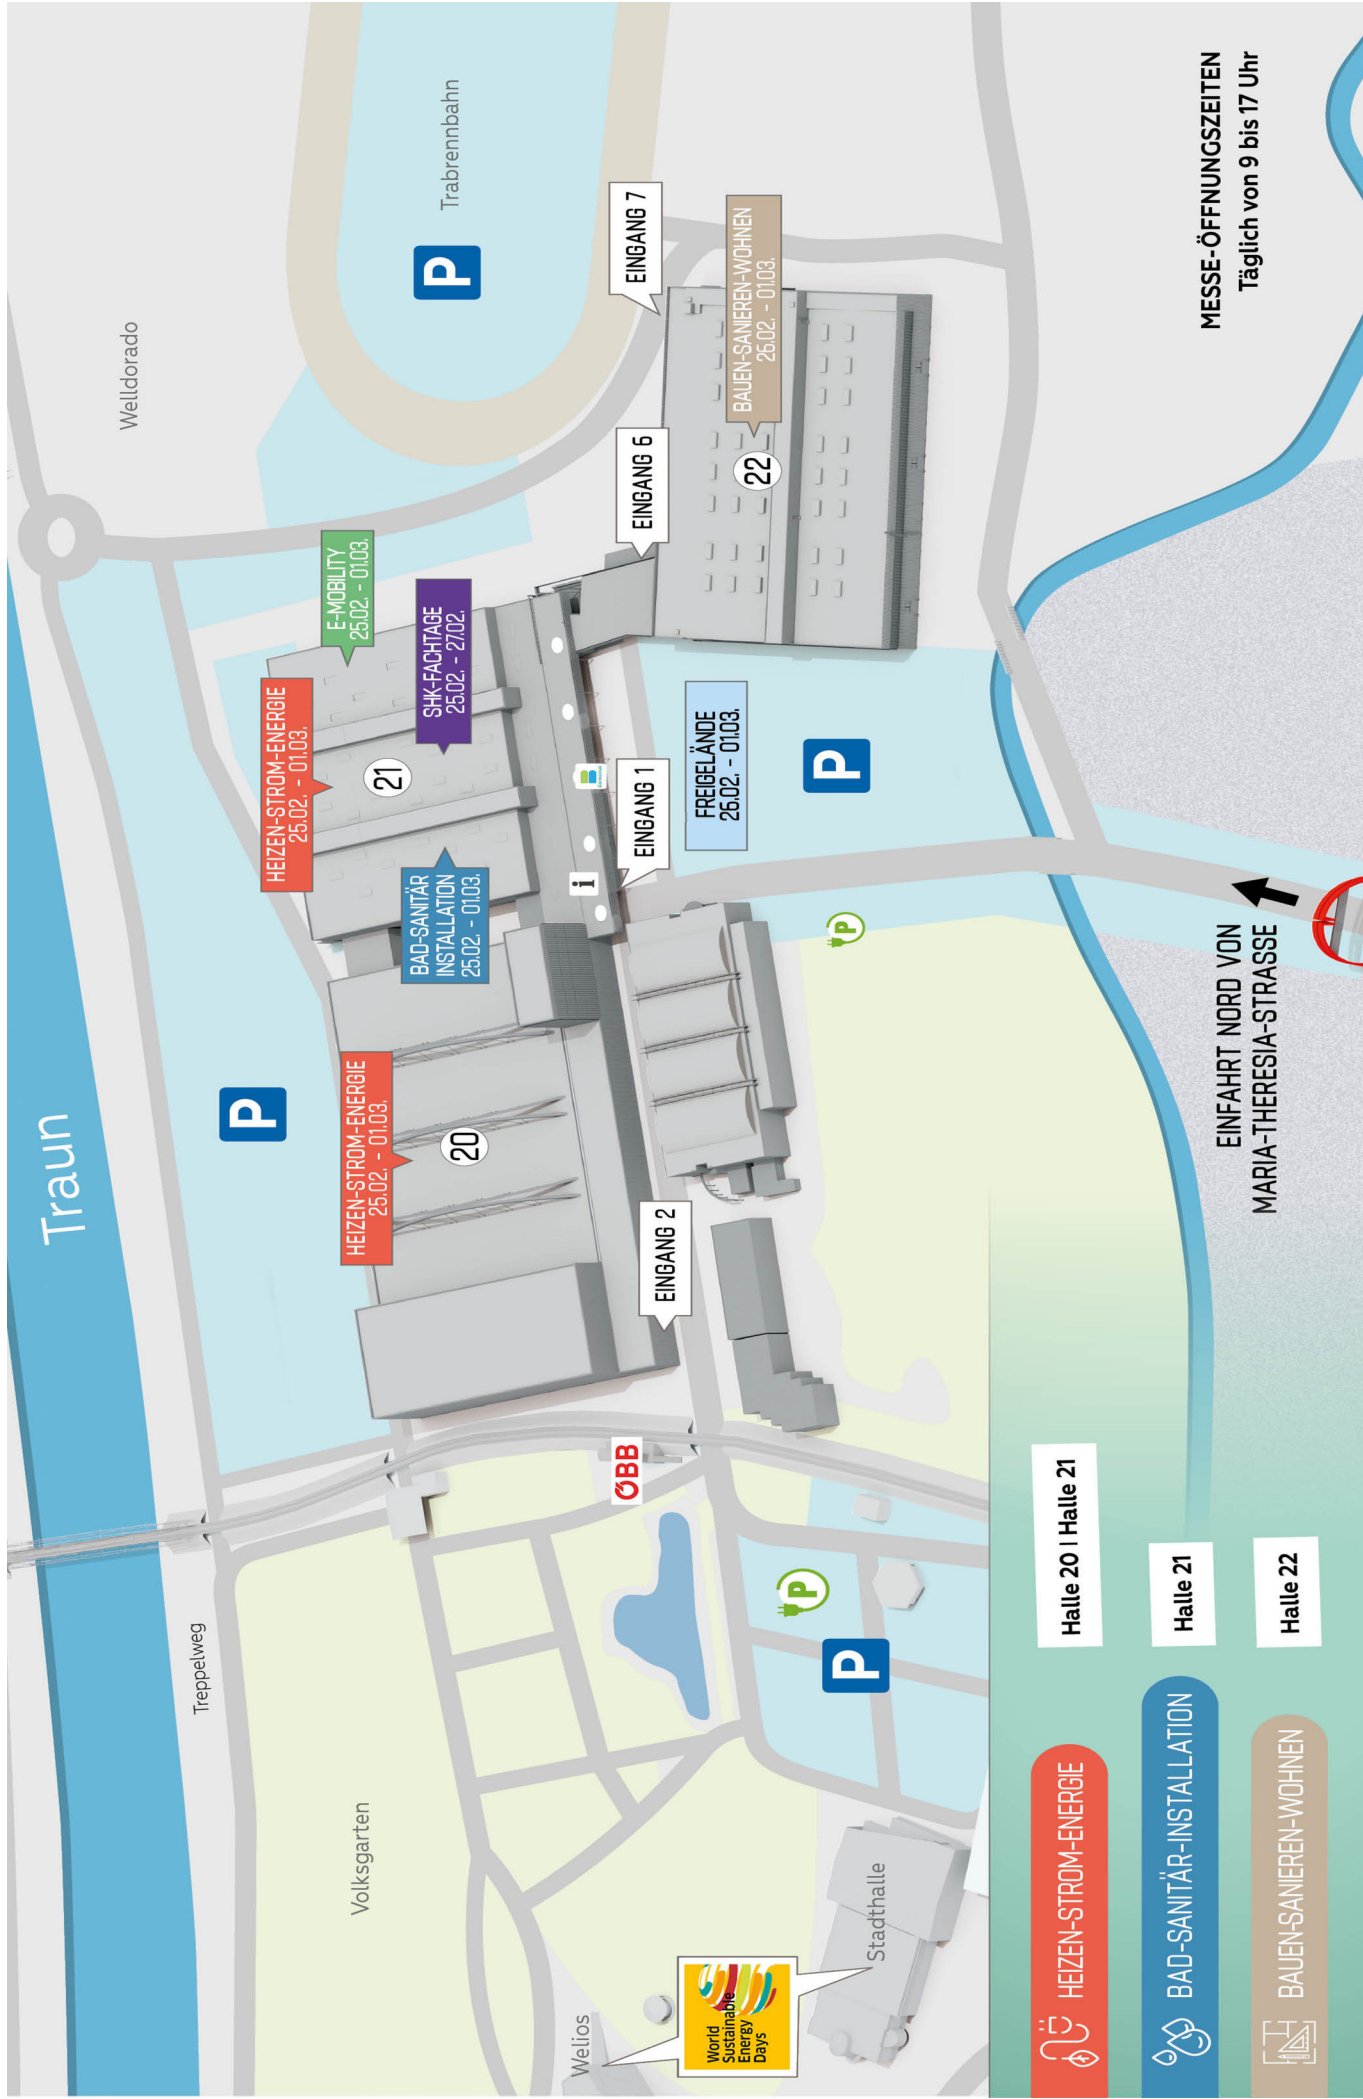 Traun
Treppelweg
Volksgarten
Welios
World
Sustainable
Energy
Days
Stadthalle
Welldorado
Trabrennbahn
P
HEIZEN-STROM-ENERGIE
25.02. - 01.03.
20
HEIZEN-STROM-ENERGIE
25.02. - 01.03.
21
BAD-SANITÄR
INSTALLATION
25.02. - 01.03.
E-MOBILITY
25.02. - 01.03.
SHK-FACHTAGE
25.02. - 27.02.
P
ÖBB
EINGANG 2
i
B
EINGANG 1
EINGANG 6
EINGANG 7
BAUEN-SANIEREN-WOHNEN
26.02. - 01.03.
22
FREIGELÄNDE
26.02. - 01.03.
P
P
P
P
EINFAHRT NORD VON
MARIA-THERESIA-STRASSE
MESSE-ÖFFNUNGSZEITEN
Täglich von 9 bis 17 Uhr
HEIZEN-STROM-ENERGIE
Halle 20 | Halle 21
BAD-SANITÄR-INSTALLATION
Halle 21
BAUEN-SANIEREN-WOHNEN
Halle 22